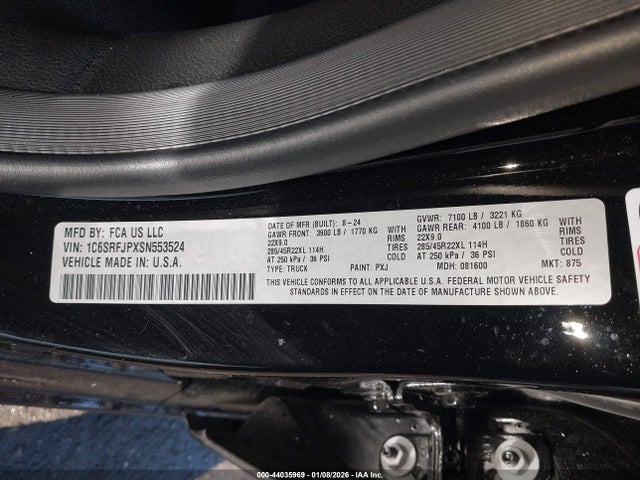 MFD BY: FCA US LLC
VIN: 1C6SRFJPXSN553524
VEHICLE MADE IN: U.S.A.
DATE OF MFR (BUILT): 8-24
GAWR FRONT: 3900 LB / 1770 KG WITH
22X9.0 RIMS
285/45R22XL 114H TIRES
AT 250 kPa / 36 PSI COLD
TYPE: TRUCK PAINT: PXJ
GVWR: 7100 LB / 3221 KG
GAWR REAR: 4100 LB / 1860 KG WITH
22X9.0 RIMS
285/45R22XL 114H TIRES
AT 250 kPa / 36 PSI COLD
MDH: 081600 MKT: 875
THIS VEHICLE CONFORMS TO ALL APPLICABLE U.S.A. FEDERAL MOTOR VEHICLE SAFETY
STANDARDS IN EFFECT ON THE DATE OF MANUFACTURE SHOWN ABOVE.
000-44035969 · 01/08/2026 · IAA Inc.